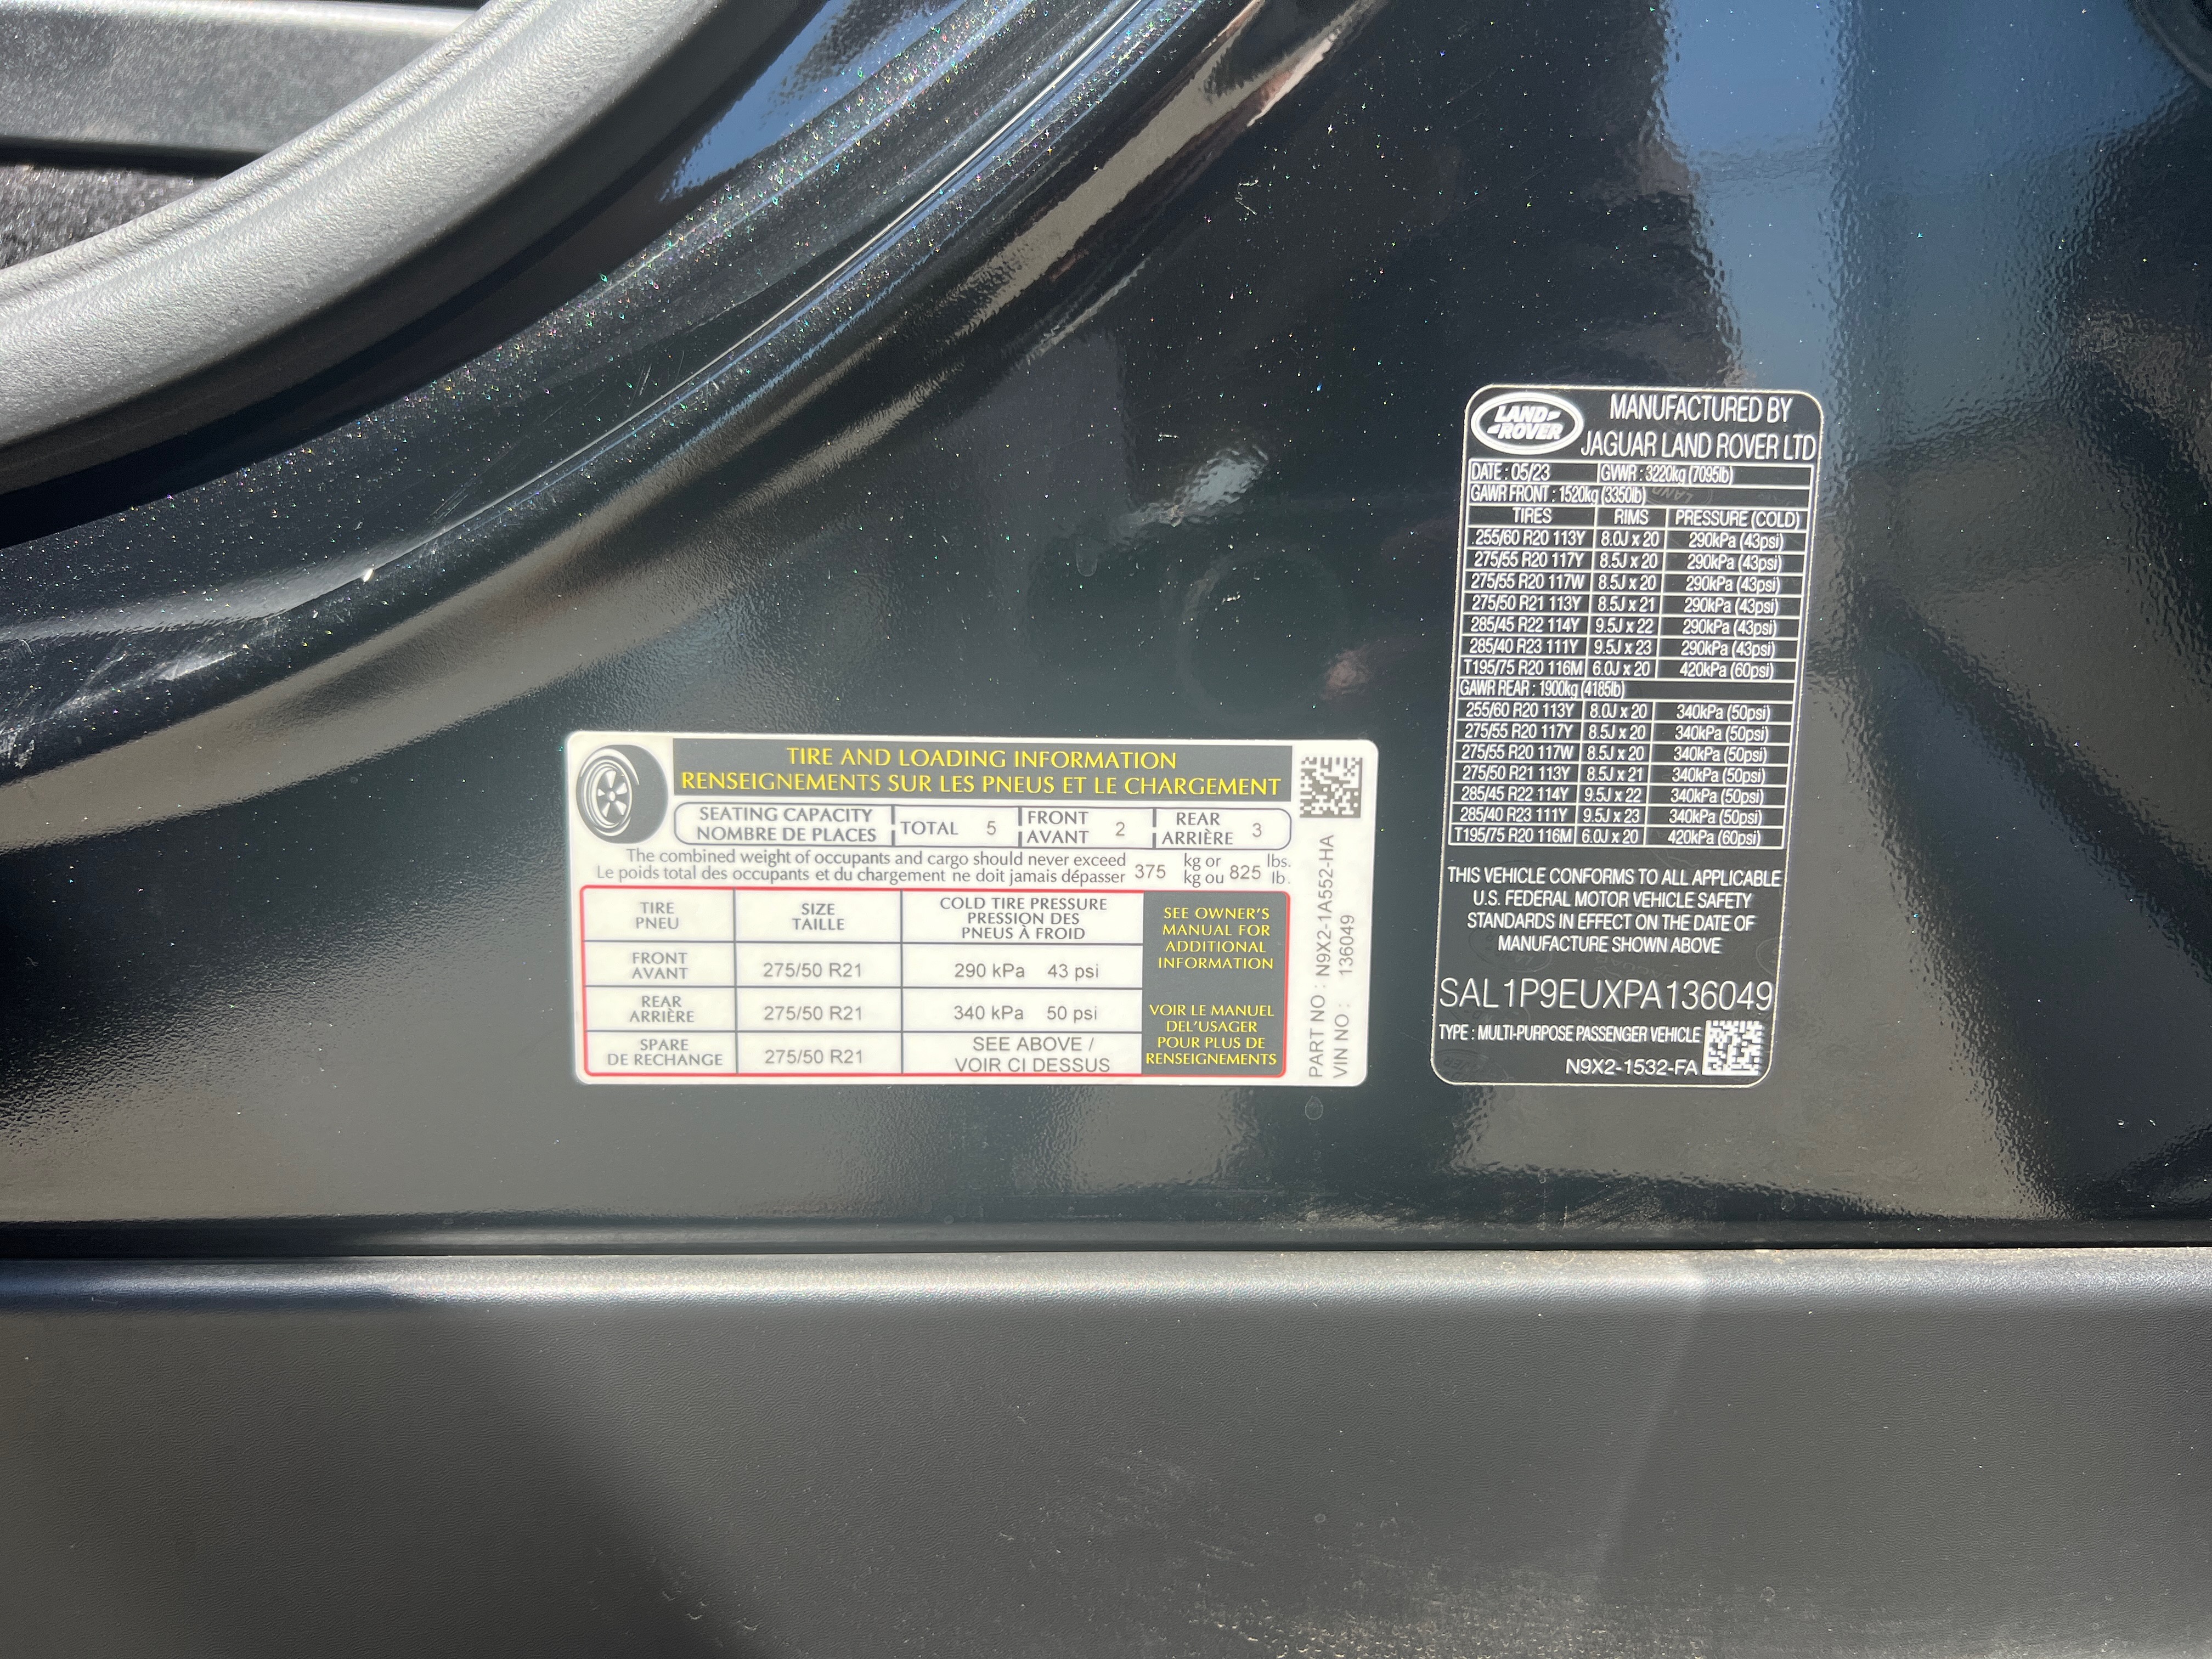 TIRE AND LOADING INFORMATION
RENSEIGNEMENTS SUR LES PNEUS ET LE CHARGEMENT
SEATING CAPACITY
NOMBRE DE PLACES
TOTAL 5
FRONT
AVANT 2
REAR
ARRIÈRE 3
The combined weight of occupants and cargo should never exceed 375 kg or 825 lbs.
Le poids total des occupants et du chargement ne doit jamais dépasser kg ou lb.
TIRE
PNEU
SIZE
TAILLE
COLD TIRE PRESSURE
PRESSION DES
PNEUS À FROID
FRONT
AVANT
275/50 R21
290 kPa 43 psi
REAR
ARRIÈRE
275/50 R21
340 kPa 50 psi
SPARE
DE RECHANGE
275/50 R21
SEE ABOVE /
VOIR CI DESSUS
SEE OWNER'S
MANUAL FOR
ADDITIONAL
INFORMATION
VOIR LE MANUEL
DEL'USAGER
POUR PLUS DE
RENSEIGNEMENTS
PART NO : N9X2-1A552-HA
VIN NO : 136049
LAND ROVER
MANUFACTURED BY
JAGUAR LAND ROVER LTD
DATE : 05/23 GVWR : 3220kg (7095lb)
GAWR FRONT : 1520kg (3350lb)
TIRES RIMS PRESSURE (COLD)
255/60 R20 113Y 8.0J x 20 290kPa (43psi)
275/55 R20 117Y 8.5J x 20 290kPa (43psi)
275/55 R20 117W 8.5J x 20 290kPa (43psi)
275/50 R21 113Y 8.5J x 21 290kPa (43psi)
285/45 R22 114Y 9.5J x 22 290kPa (43psi)
285/40 R23 111Y 9.5J x 23 290kPa (43psi)
T195/75 R20 116M 6.0J x 20 420kPa (60psi)
GAWR REAR : 1900kg (4185lb)
255/60 R20 113Y 8.0J x 20 340kPa (50psi)
275/55 R20 117Y 8.5J x 20 340kPa (50psi)
275/55 R20 117W 8.5J x 20 340kPa (50psi)
275/50 R21 113Y 8.5J x 21 340kPa (50psi)
285/45 R22 114Y 9.5J x 22 340kPa (50psi)
285/40 R23 111Y 9.5J x 23 340kPa (50psi)
T195/75 R20 116M 6.0J x 20 420kPa (60psi)
THIS VEHICLE CONFORMS TO ALL APPLICABLE
U.S. FEDERAL MOTOR VEHICLE SAFETY
STANDARDS IN EFFECT ON THE DATE OF
MANUFACTURE SHOWN ABOVE
SAL1P9EUXPA136049
TYPE : MULTI-PURPOSE PASSENGER VEHICLE
N9X2-1532-FA